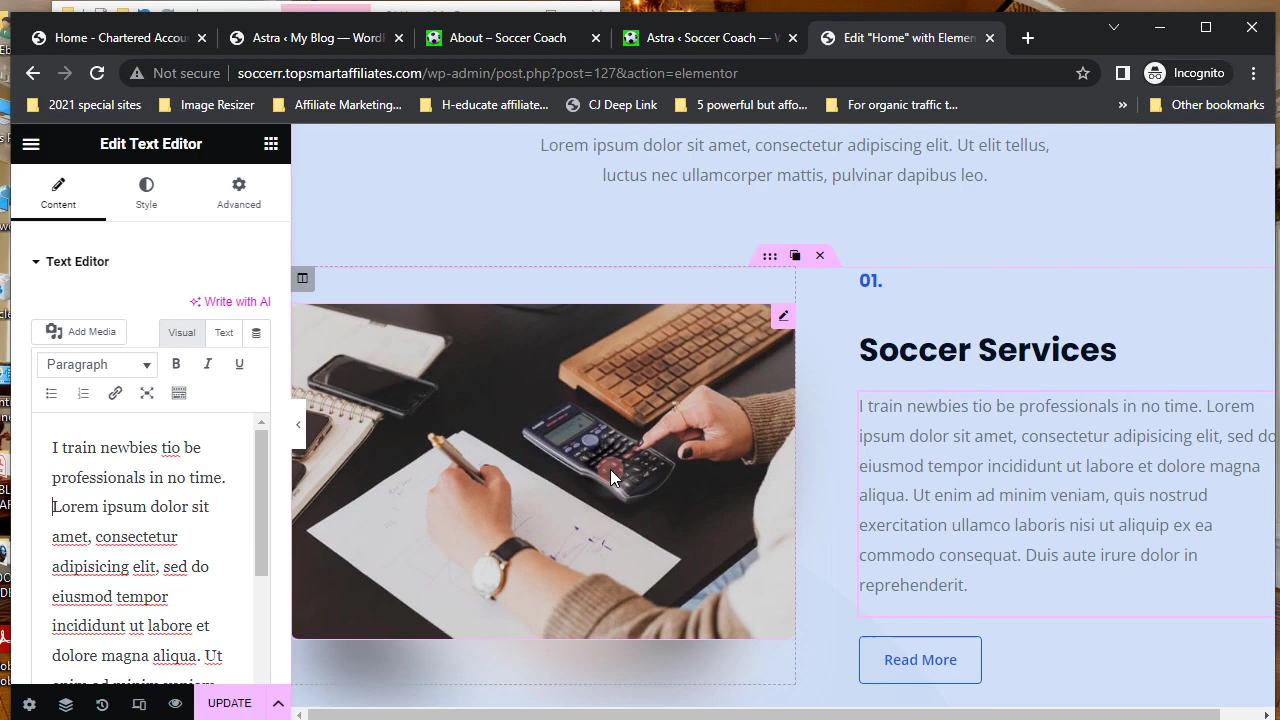 Home - Chartered Accou
Astra ‹ My Blog — Word
About – Soccer Coach
Astra ‹ Soccer Coach — W
Edit "Home" with Elemen
Not secure
soccerr.topsmartaffiliates.com/wp-admin/post.php?post=127&action=elementor
Incognito
2021 special sites
Image Resizer
Affiliate Marketing...
H-educate affiliate...
CJ Deep Link
5 powerful but affo...
For organic traffic t...
»
Other bookmarks
Edit Text Editor
Content
Style
Advanced
Text Editor
Write with AI
Add Media
Visual
Text
Paragraph
B
I
U
I train newbies tio be
professionals in no time.
Lorem ipsum dolor sit
amet, consectetur
adipisicing elit, sed do
eiusmod tempor
incididunt ut labore et
dolore magna aliqua. Ut
enim ad minim veniam,
UPDATE
Lorem ipsum dolor sit amet, consectetur adipiscing elit. Ut elit tellus,
luctus nec ullamcorper mattis, pulvinar dapibus leo.
01.
Soccer Services
I train newbies tio be professionals in no time. Lorem
ipsum dolor sit amet, consectetur adipisicing elit, sed do
eiusmod tempor incididunt ut labore et dolore magna
aliqua. Ut enim ad minim veniam, quis nostrud
exercitation ullamco laboris nisi ut aliquip ex ea
commodo consequat. Duis aute irure dolor in
reprehenderit.
Read More